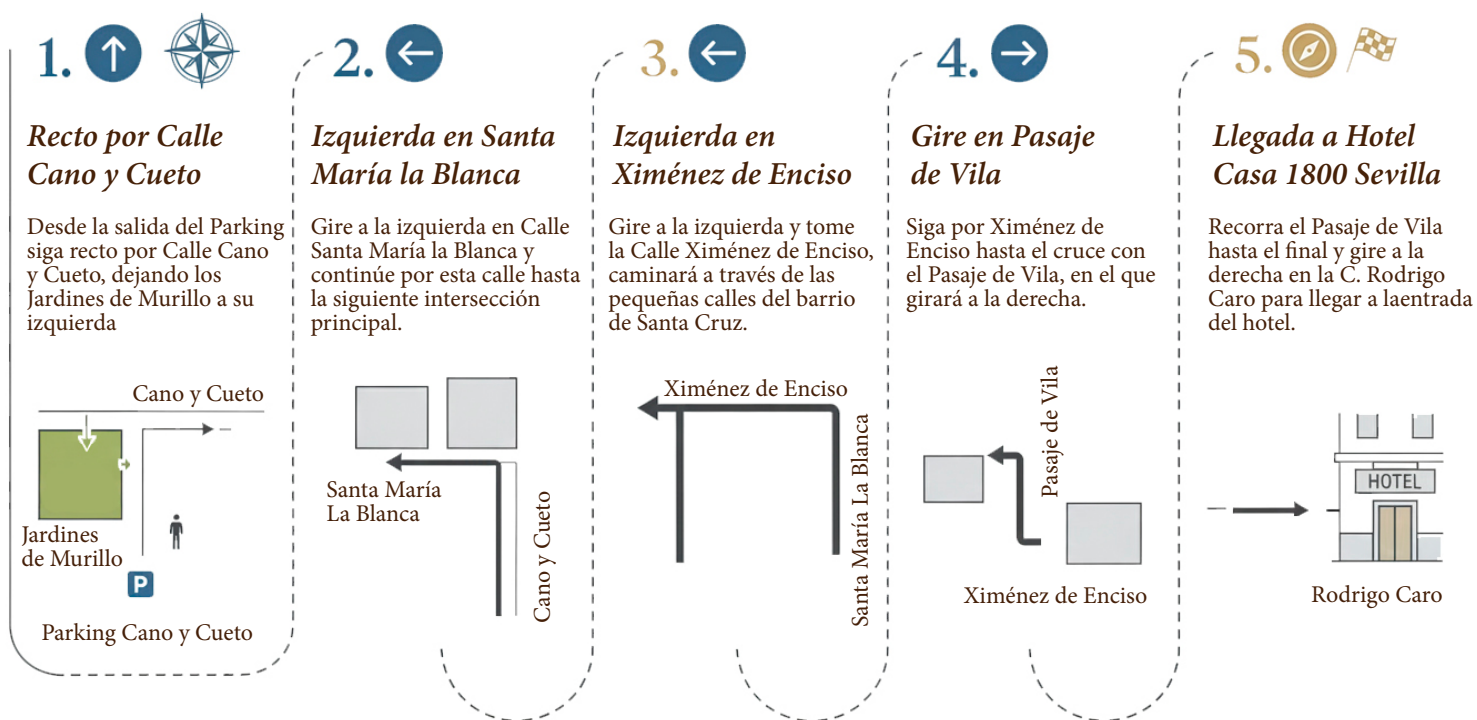 1.
Recto por Calle
Cano y Cueto
Desde la salida del Parking
siga recto por Calle Cano
y Cueto, dejando los
Jardines de Murillo a su
izquierda
Cano y Cueto
Jardines
de Murillo
P
Parking Cano y Cueto
2.
Izquierda en Santa
María la Blanca
Gire a la izquierda en Calle
Santa María la Blanca y
continúe por esta calle hasta
la siguiente intersección
principal.
Santa María
La Blanca
Cano y Cueto
3.
Izquierda en
Ximénez de Enciso
Gire a la izquierda y tome
la Calle Ximénez de Enciso,
caminará a través de las
pequeñas calles del barrio
de Santa Cruz.
Ximénez de Enciso
Santa María La Blanca
4.
Gire en Pasaje
de Vila
Siga por Ximénez de
Enciso hasta el cruce con
el Pasaje de Vila, en el que
girará a la derecha.
Pasaje de Vila
Ximénez de Enciso
5.
Llegada a Hotel
Casa 1800 Sevilla
Recorra el Pasaje de Vila
hasta el final y gire a la
derecha en la C. Rodrigo
Caro para llegar a laentrada
del hotel.
HOTEL
Rodrigo Caro